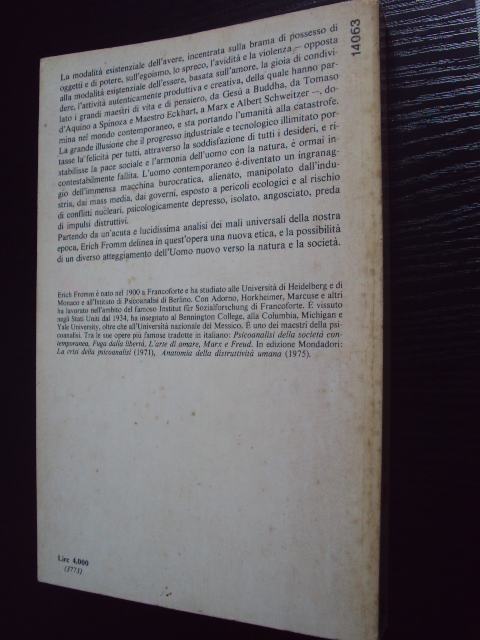 La modalità esistenziale dell'avere, incentrata sulla brama di possesso di
oggetti e di potere, sull'egoismo, lo spreco, l'avidità e la violenza – opposta
alla modalità esistenziale dell'essere, basata sull'amore, la gioia di condivi-
dere, l'attività autenticamente produttiva e creativa, della quale hanno par-
lato i grandi maestri di vita e di pensiero, da Gesù a Buddha, da Tomaso
d'Aquino a Spinoza e Maestro Eckhart, a Marx e Albert Schweitzer –, do-
mina nel mondo contemporaneo, e sta portando l'umanità alla catastrofe.
La grande illusione che il progresso industriale e tecnologico illimitato por-
tasse la felicità per tutti, attraverso la soddisfazione di tutti i desideri, e ri-
stabilisse la pace sociale e l'armonia dell'uomo con la natura, è ormai in-
contestabilmente fallita. L'uomo contemporaneo è diventato un ingranag-
gio dell'immensa macchina burocratica, alienato, manipolato dall'indu-
stria, dai mass media, dai governi, esposto a pericoli ecologici e al rischio
di conflitti nucleari, psicologicamente depresso, isolato, angosciato, preda
di impulsi distruttivi.
Partendo da un'acuta e lucidissima analisi dei mali universali della nostra
epoca, Erich Fromm delinea in quest'opera una nuova etica, e la possibilità
di un diverso atteggiamento dell'Uomo nuovo verso la natura e la società.
14063
Erich Fromm è nato nel 1900 a Francoforte e ha studiato alle Università di Heidelberg e di
Monaco e all'Istituto di Psicoanalisi di Berlino. Con Adorno, Horkheimer, Marcuse e altri
ha lavorato nell'ambito del famoso Institut für Sozialforschung di Francoforte. È vissuto
negli Stati Uniti dal 1934, ha insegnato al Bennington College, alla Columbia, Michigan e
Yale University, oltre che all'Università nazionale del Messico. È uno dei maestri della psi-
coanalisi. Tra le sue opere più famose tradotte in italiano: Psicoanalisi della società con-
temporanea, Fuga dalla libertà, L'arte di amare, Marx e Freud. In edizione Mondadori:
La crisi della psicoanalisi (1971), Anatomia della distruttività umana (1975).
Lire 4.000
(3773)